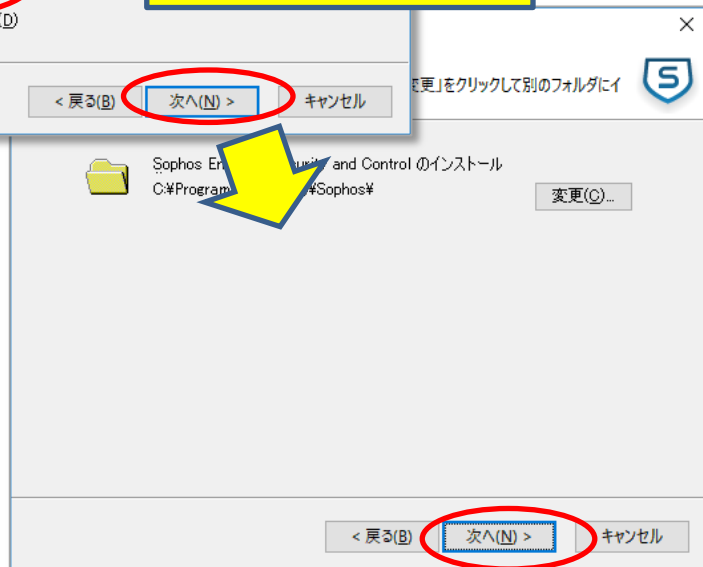 (D)
< 戻る(B) 次へ(N) > キャンセル
変更」をクリックして別のフォルダにイ
S
Sophos En and Control のインストール
C:¥Program ¥Sophos¥
変更(C)...
< 戻る(B) 次へ(N) > キャンセル